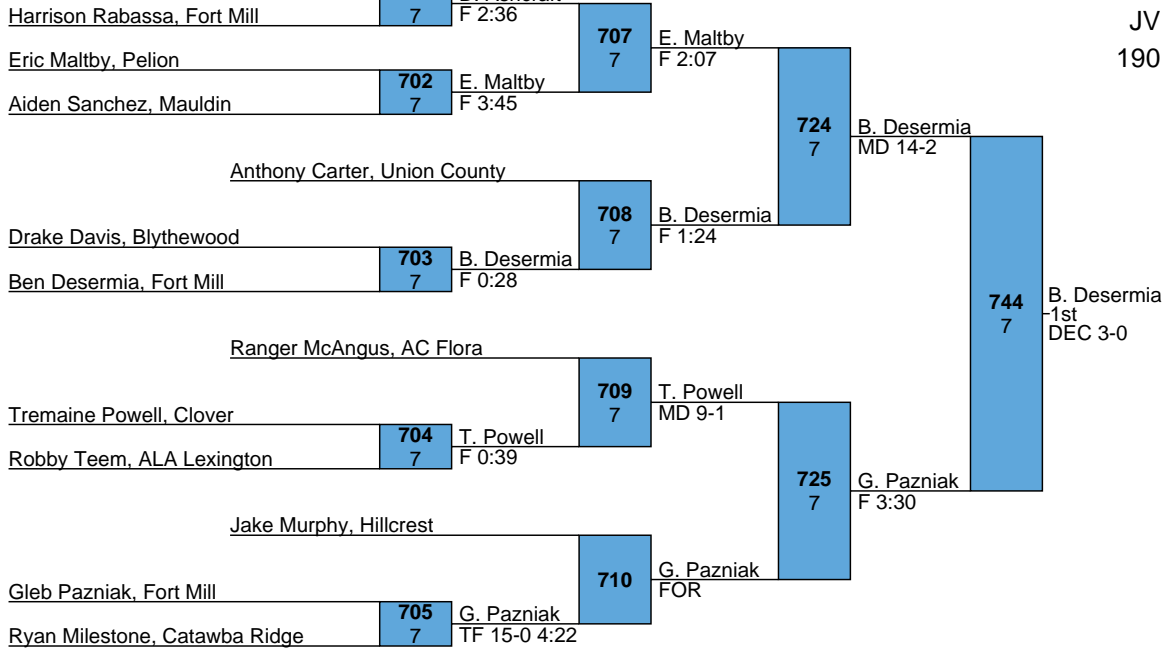 JV
190
Harrison Rabassa, Fort Mill
7
F 2:36
Eric Maltby, Pelion
Aiden Sanchez, Mauldin
702
7
E. Maltby
F 3:45
707
7
E. Maltby
F 2:07
Anthony Carter, Union County
Drake Davis, Blythewood
Ben Desermia, Fort Mill
703
7
B. Desermia
F 0:28
708
7
B. Desermia
F 1:24
724
7
B. Desermia
MD 14-2
Ranger McAngus, AC Flora
Tremaine Powell, Clover
Robby Teem, ALA Lexington
704
7
T. Powell
F 0:39
709
7
T. Powell
MD 9-1
Jake Murphy, Hillcrest
Gleb Pazniak, Fort Mill
Ryan Milestone, Catawba Ridge
705
7
G. Pazniak
TF 15-0 4:22
710
G. Pazniak
FOR
725
7
G. Pazniak
F 3:30
744
7
B. Desermia
1st
DEC 3-0